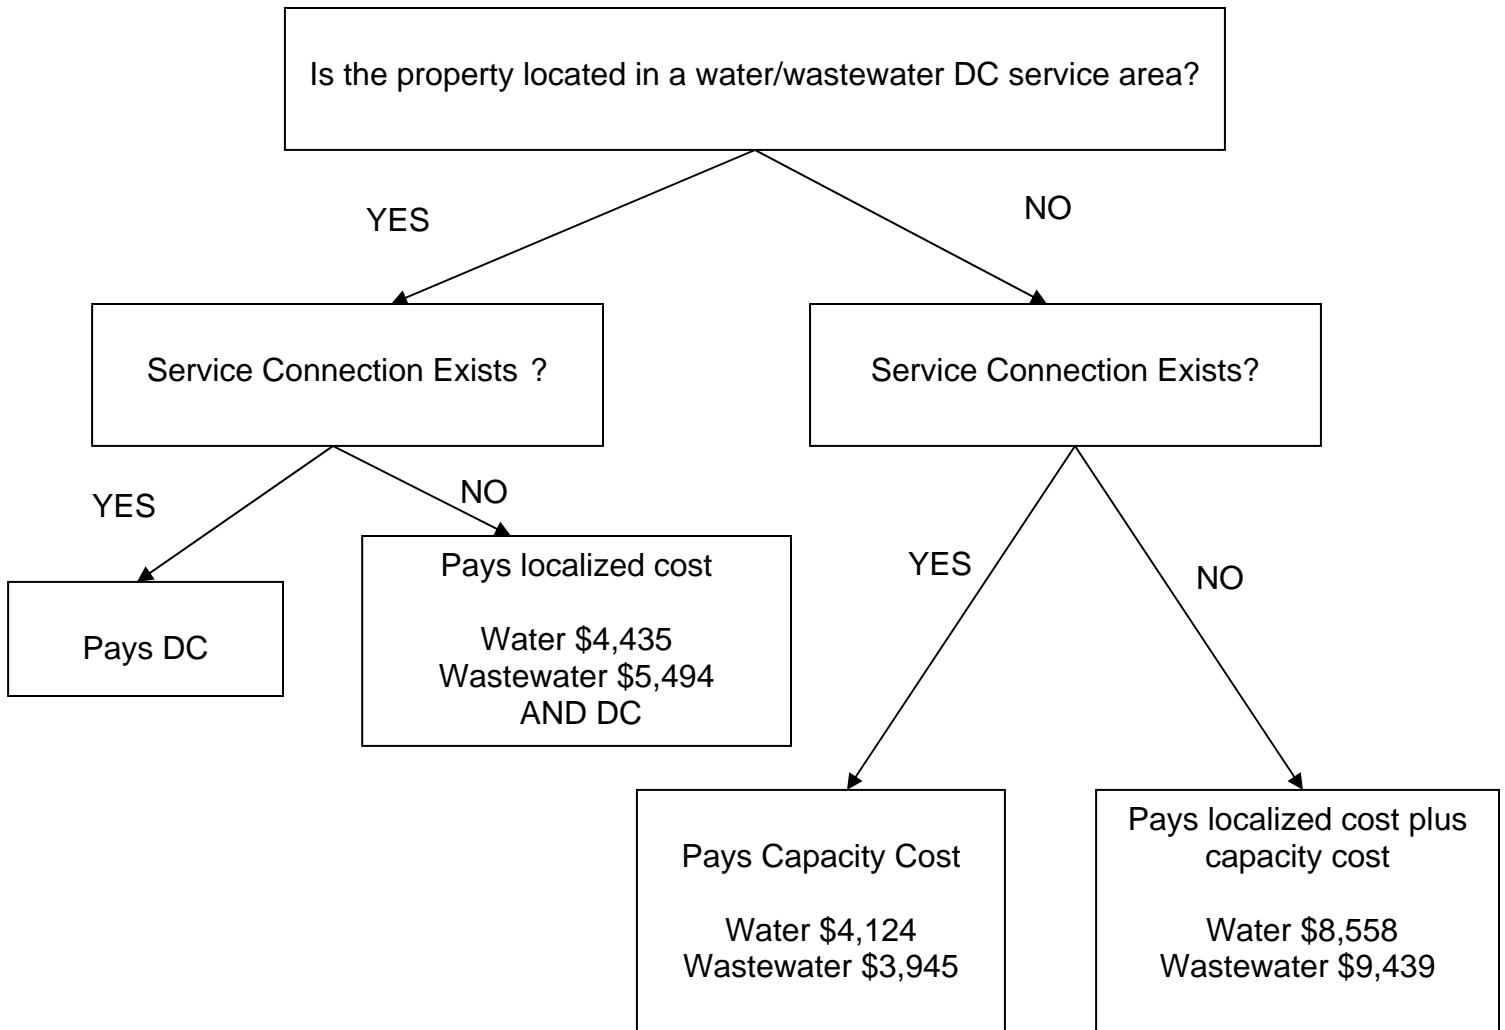 Is the property located in a water/wastewater DC service area?
YES
NO
Service Connection Exists ?
Service Connection Exists?
YES
NO
YES
NO
Pays DC
Pays localized cost
Water $4,435
Wastewater $5,494
AND DC
Pays Capacity Cost
Water $4,124
Wastewater $3,945
Pays localized cost plus
capacity cost
Water $8,558
Wastewater $9,439